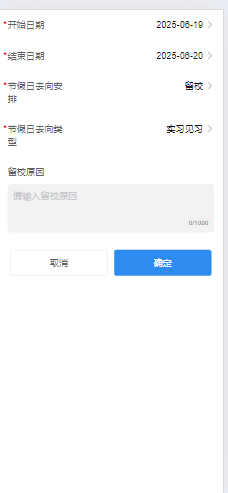 *开始日期 2025-06-19
*结束日期 2025-06-20
*节假日去向安 留校
排
*节假日去向类 实习见习
型
留校原因
请输入留校原因
0/1000
取消 确定